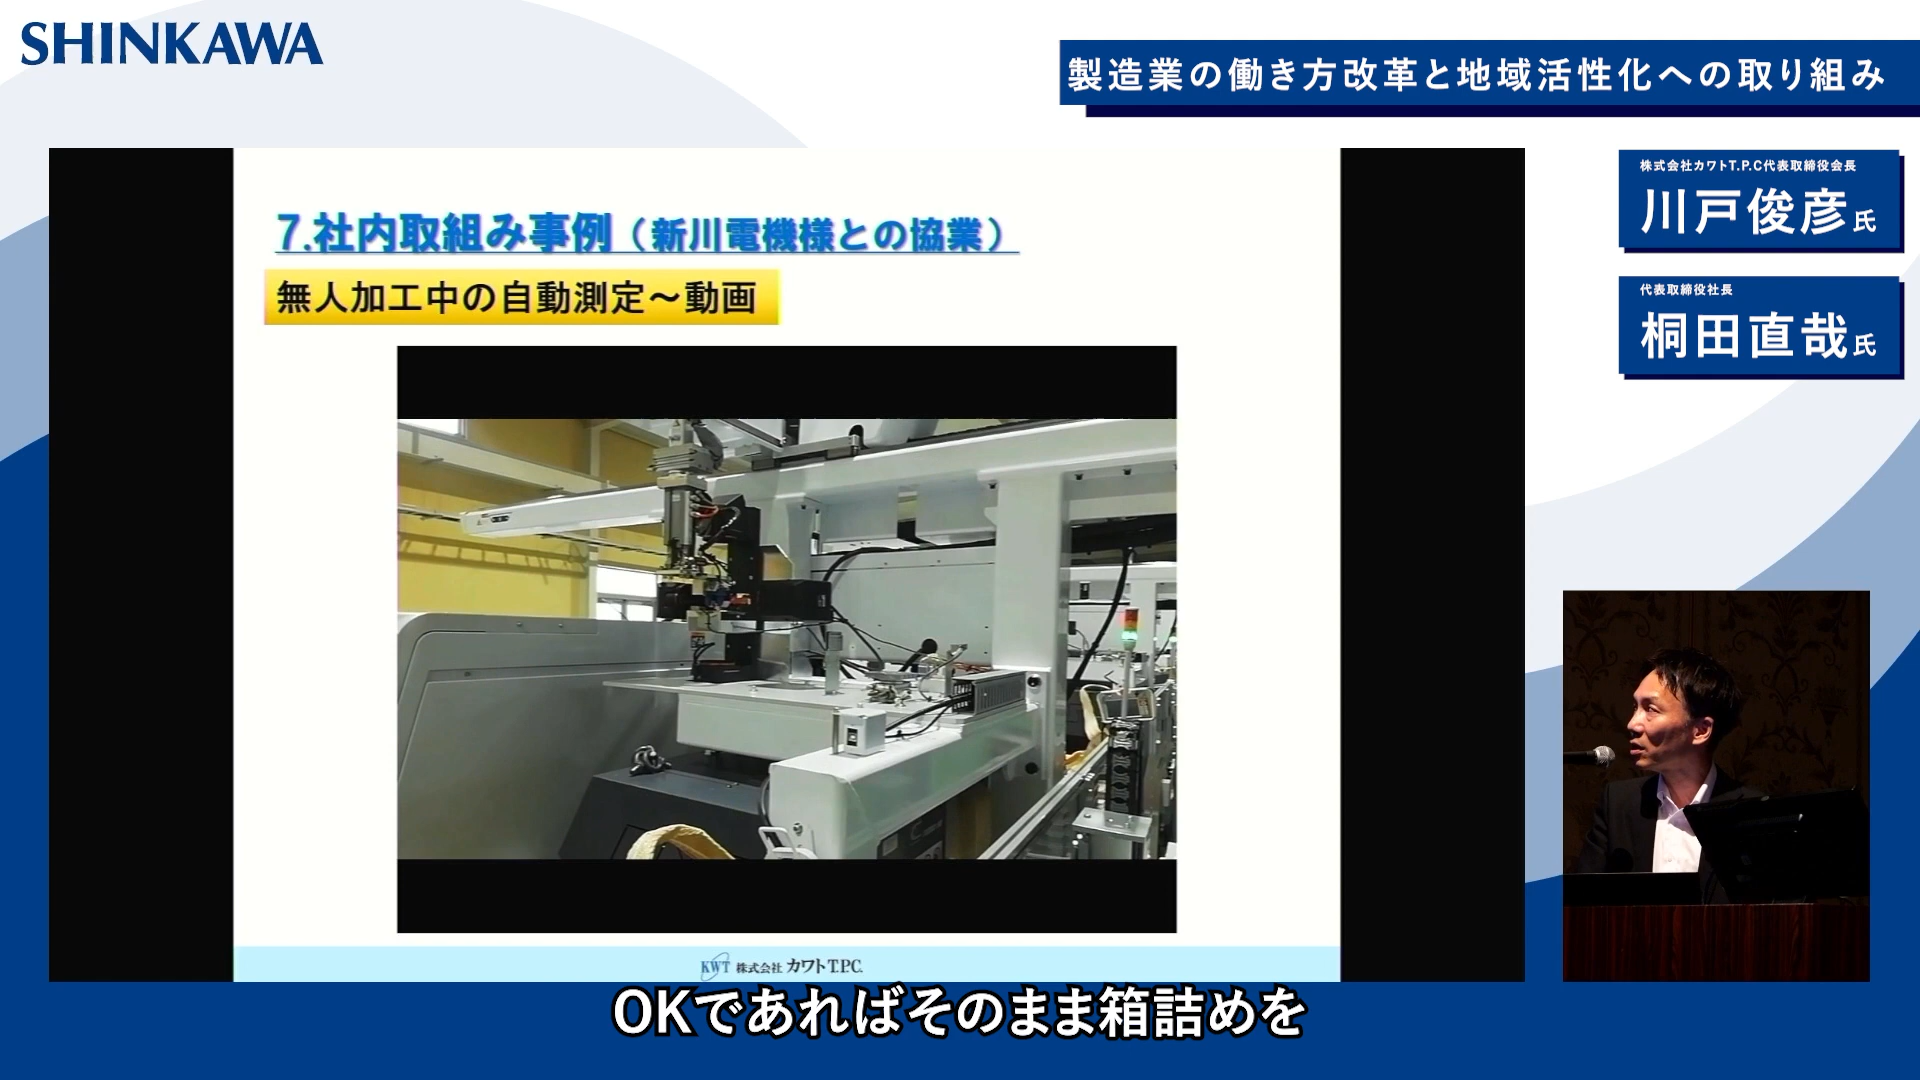 SHINKAWA
製造業の働き方改革と地域活性化への取り組み
株式会社カワトT.P.C代表取締役会長
川戸俊彦氏
代表取締役社長
桐田直哉氏
7.社内取組み事例（新川電機様との協業）
無人加工中の自動測定～動画
KWT 株式会社 カワトT.P.C.
OKであればそのまま箱詰めを